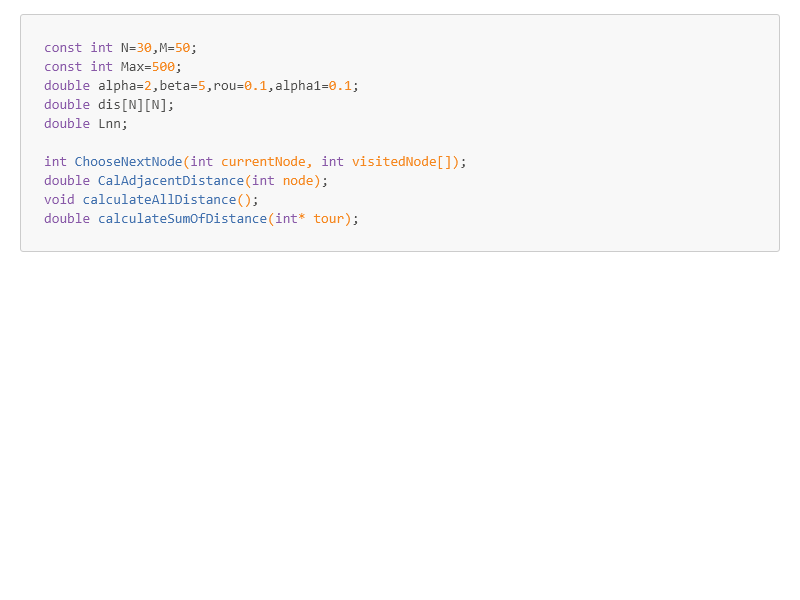 const int N=30,M=50;
const int Max=500;
double alpha=2,beta=5,rou=0.1,alpha1=0.1;
double dis[N][N];
double Lnn;

int ChooseNextNode(int currentNode, int visitedNode[]);
double CalAdjacentDistance(int node);
void calculateAllDistance();
double calculateSumOfDistance(int* tour);